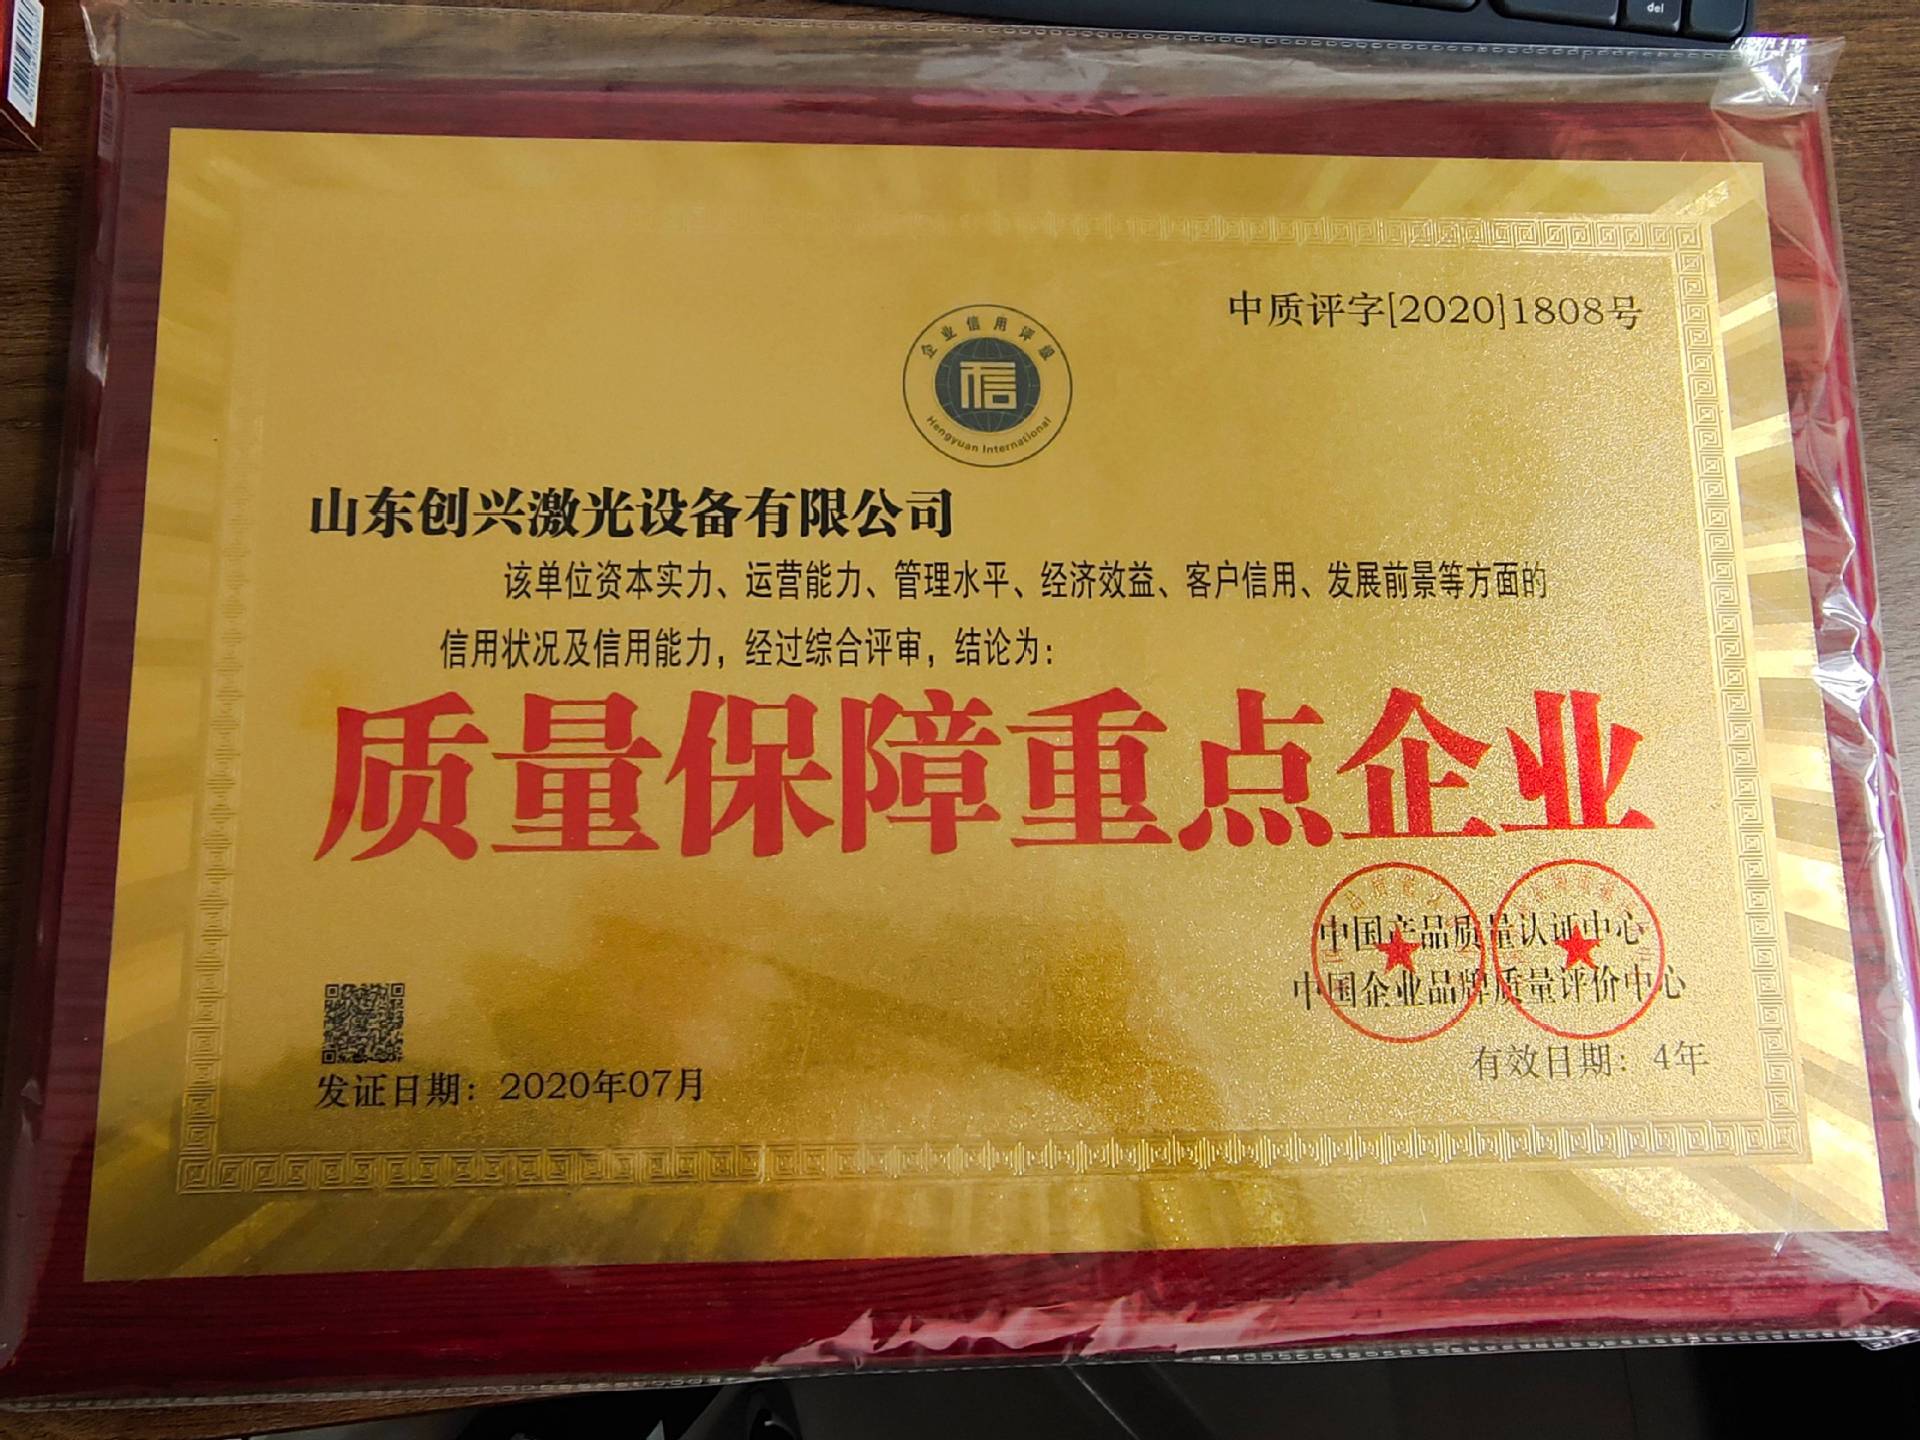 del
中质评字[2020]1808号
企业信用评级
信
Hengyuan International
山东创兴激光设备有限公司
该单位资本实力、运营能力、管理水平、经济效益、客户信用、发展前景等方面的
信用状况及信用能力，经过综合评审，结论为：
质量保障重点企业
中国产品质量认证中心
中国企业品牌质量评价中心
有效日期：4年
发证日期：2020年07月